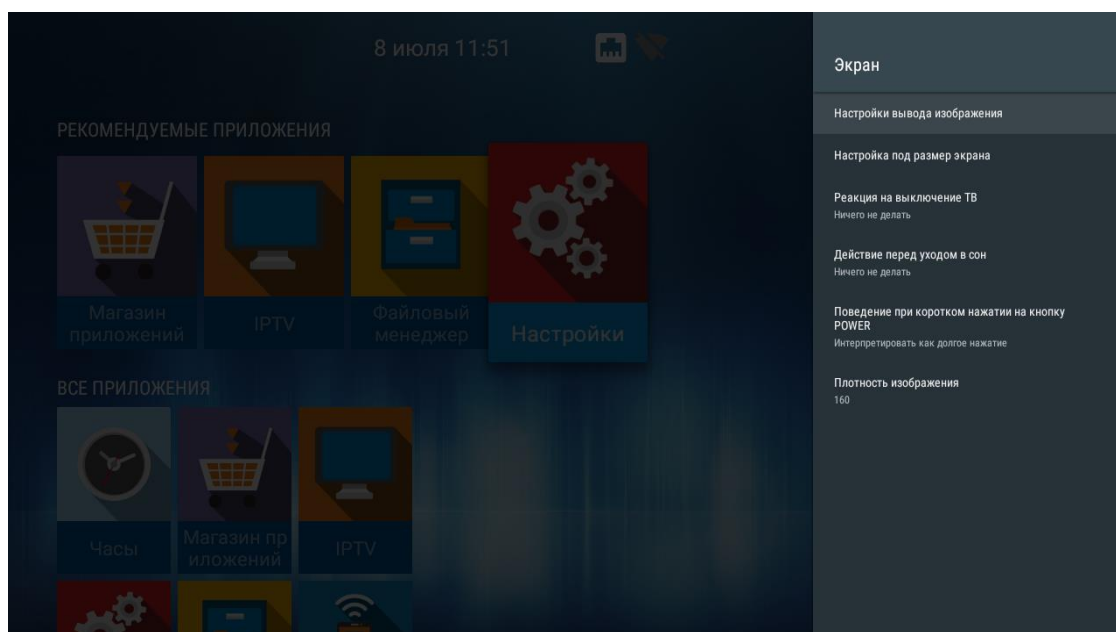 8 июля 11:51
РЕКОМЕНДУЕМЫЕ ПРИЛОЖЕНИЯ
Магазин
приложений
IPTV
Файловый
менеджер
Настройки
ВСЕ ПРИЛОЖЕНИЯ
Часы
Магазин пр
иложений
IPTV
Экран
Настройки вывода изображения
Настройка под размер экрана
Реакция на выключение ТВ
Ничего не делать
Действие перед уходом в сон
Ничего не делать
Поведение при коротком нажатии на кнопку
POWER
Интерпретировать как долгое нажатие
Плотность изображения
160